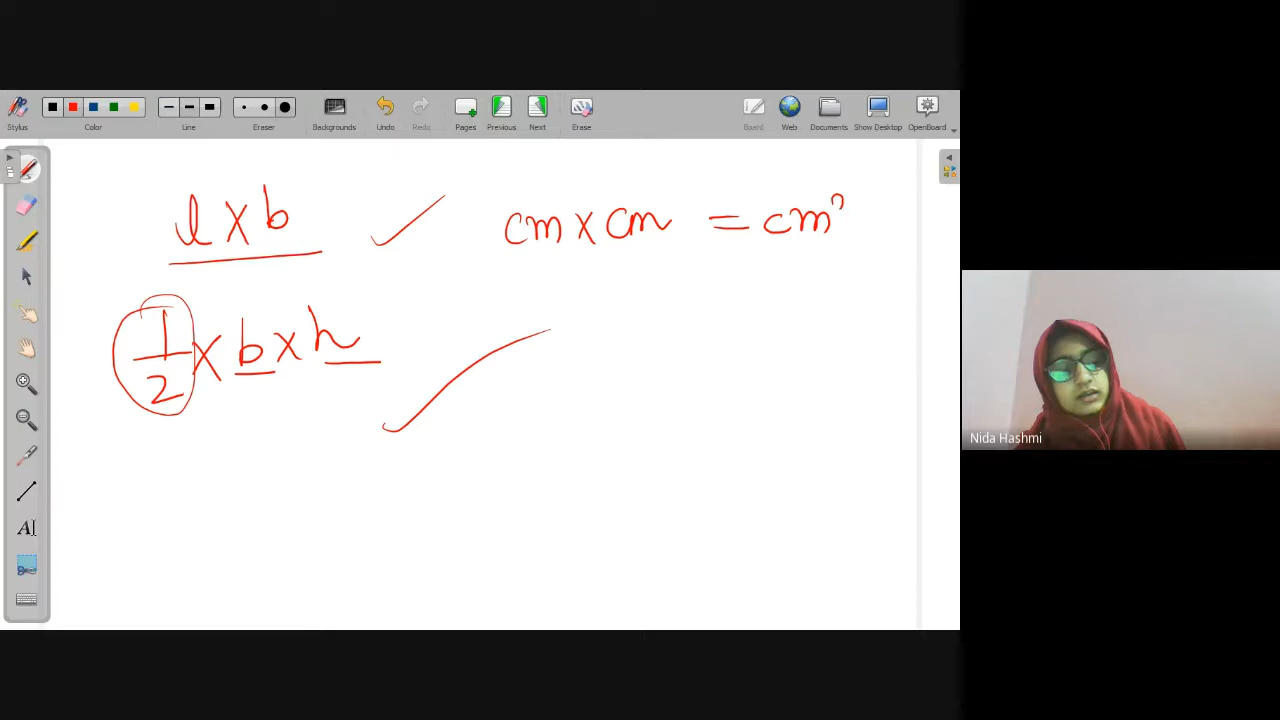 Stylus
Color
Line
Eraser
Backgrounds
Undo
Redo
Pages
Previous
Next
Erase
Board
Web
Documents
Show Desktop
OpenBoard
l × b ✓ cm × cm = cm²
1/2 × b × h ✓
A
Nida Hashmi